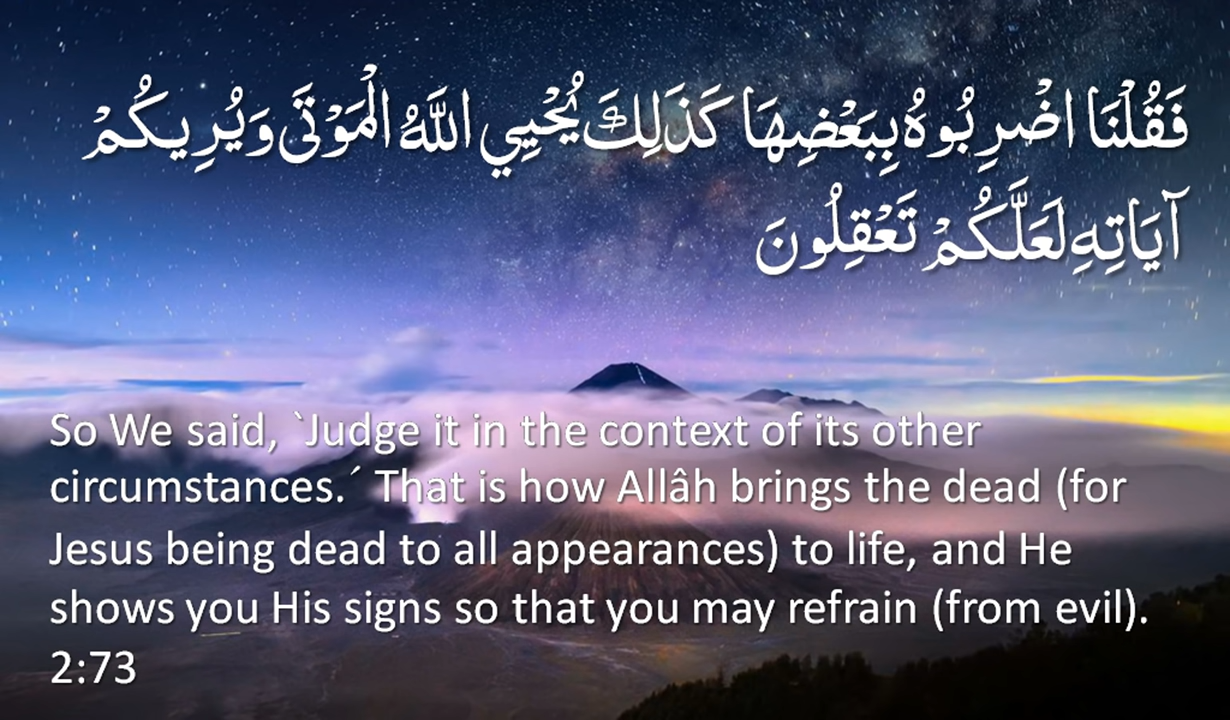 فَقُلْنَا اضْرِبُوهُ بِبَعْضِهَا كَذَلِكَ يُحْيِي اللَّهُ الْمَوْتَى وَيُرِيكُمْ
آيَاتِهِ لَعَلَّكُمْ تَعْقِلُونَ
So We said, `Judge it in the context of its other
circumstances.´ That is how Allâh brings the dead (for
Jesus being dead to all appearances) to life, and He
shows you His signs so that you may refrain (from evil).
2:73